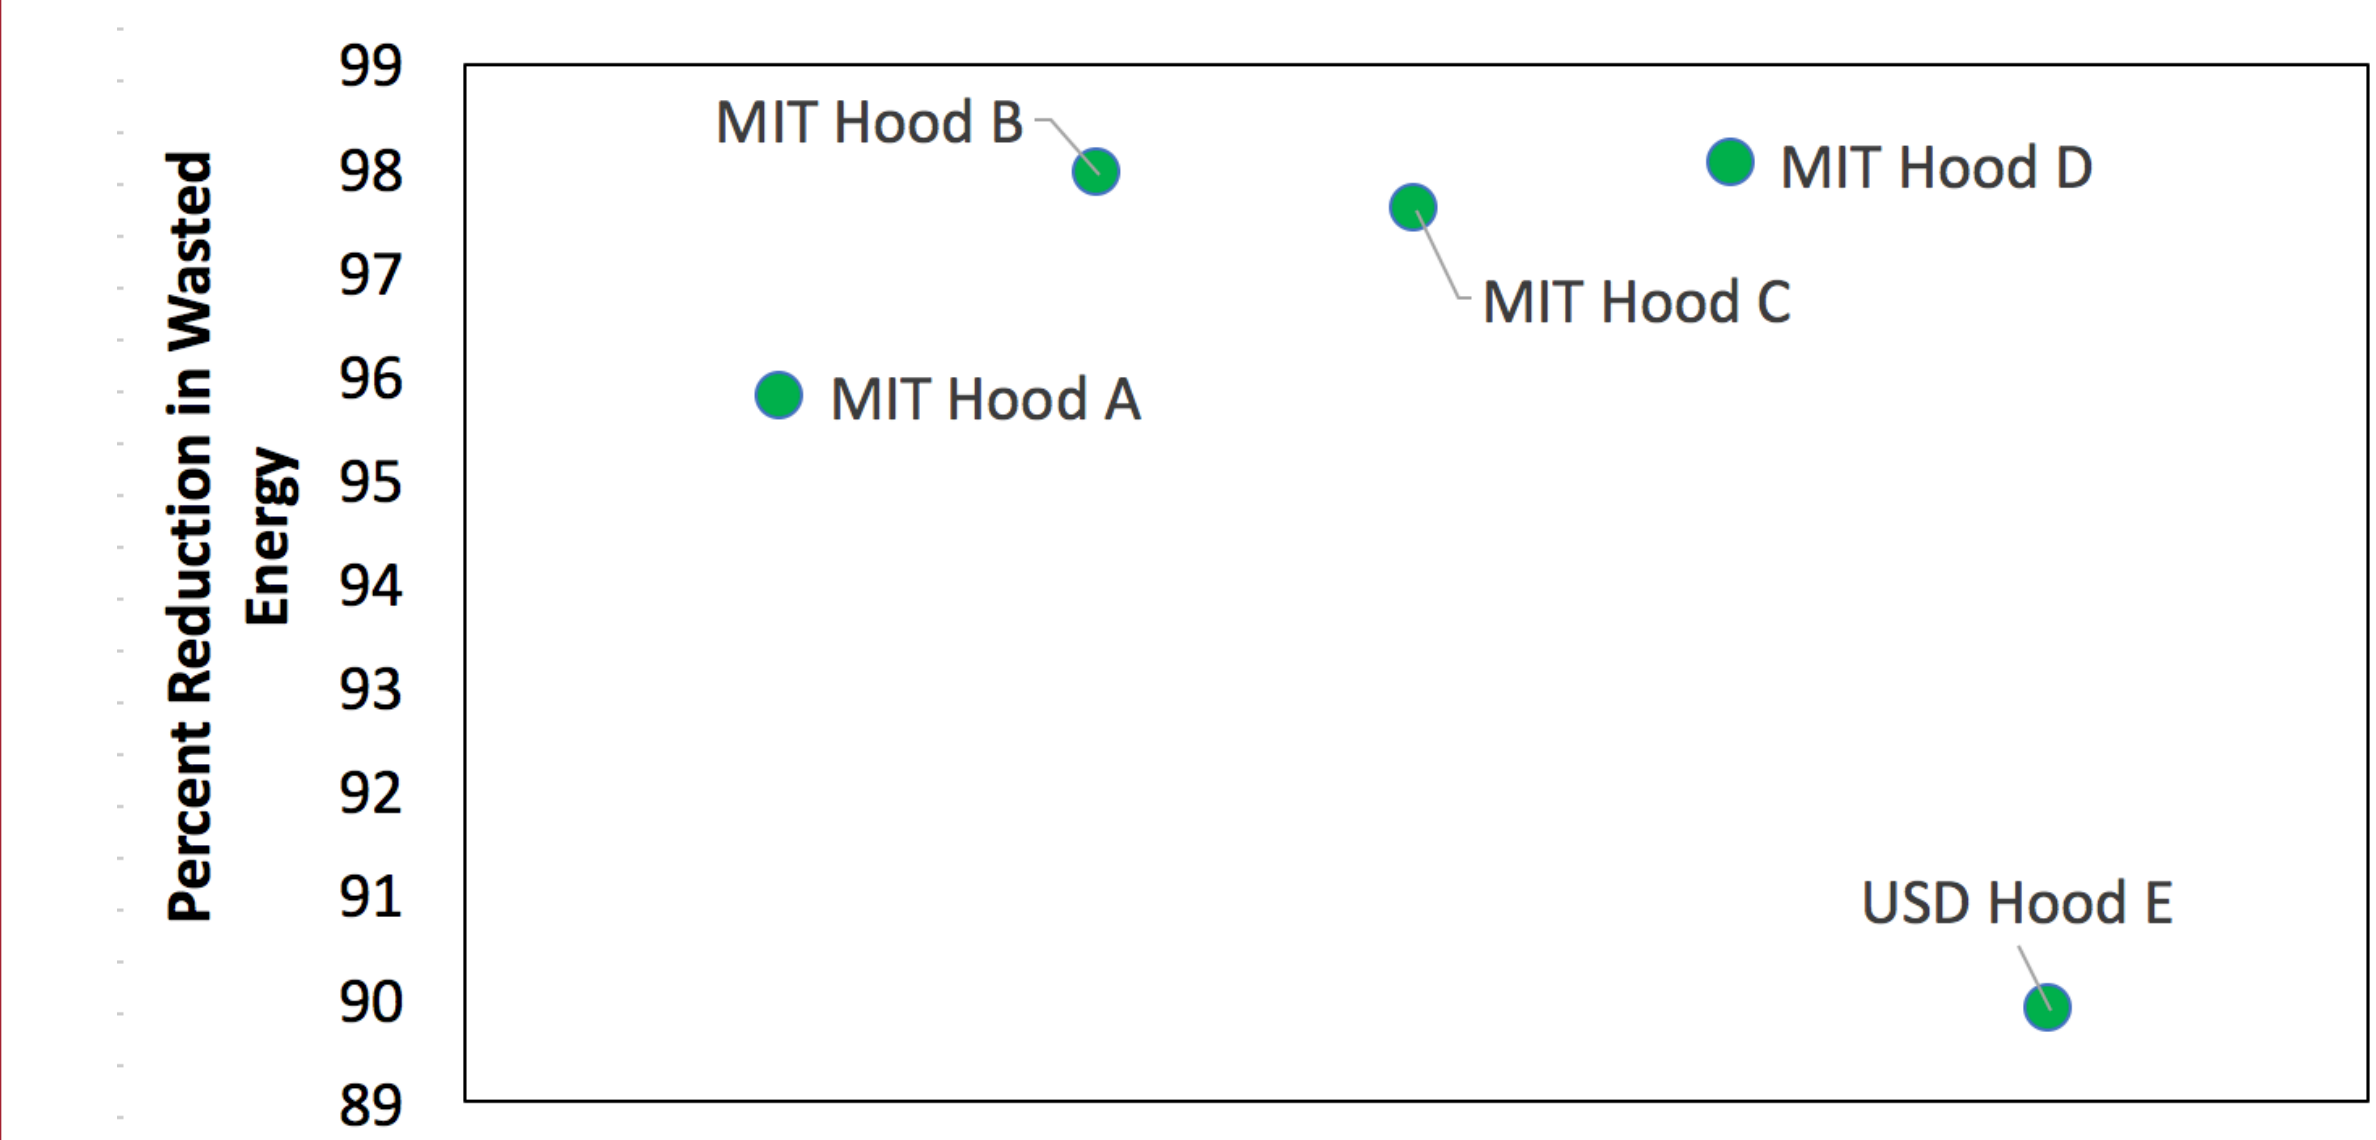 Percent Reduction in Wasted
Energy
99
98
97
96
95
94
93
92
91
90
89
MIT Hood B
MIT Hood D
MIT Hood C
MIT Hood A
USD Hood E